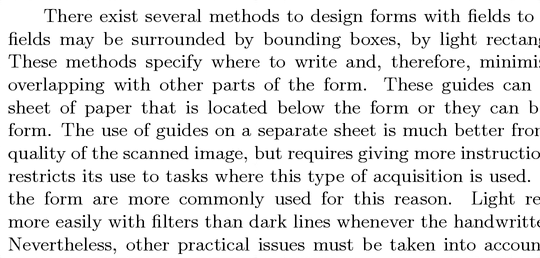 There exist several methods to design forms with fields to
fields may be surrounded by bounding boxes, by light rectang
These methods specify where to write and, therefore, minimi
overlapping with other parts of the form. These guides can
sheet of paper that is located below the form or they can b
form. The use of guides on a separate sheet is much better from
quality of the scanned image, but requires giving more instructio
restricts its use to tasks where this type of acquisition is used.
the form are more commonly used for this reason. Light re
more easily with filters than dark lines whenever the handwritte
Nevertheless, other practical issues must be taken into accoun